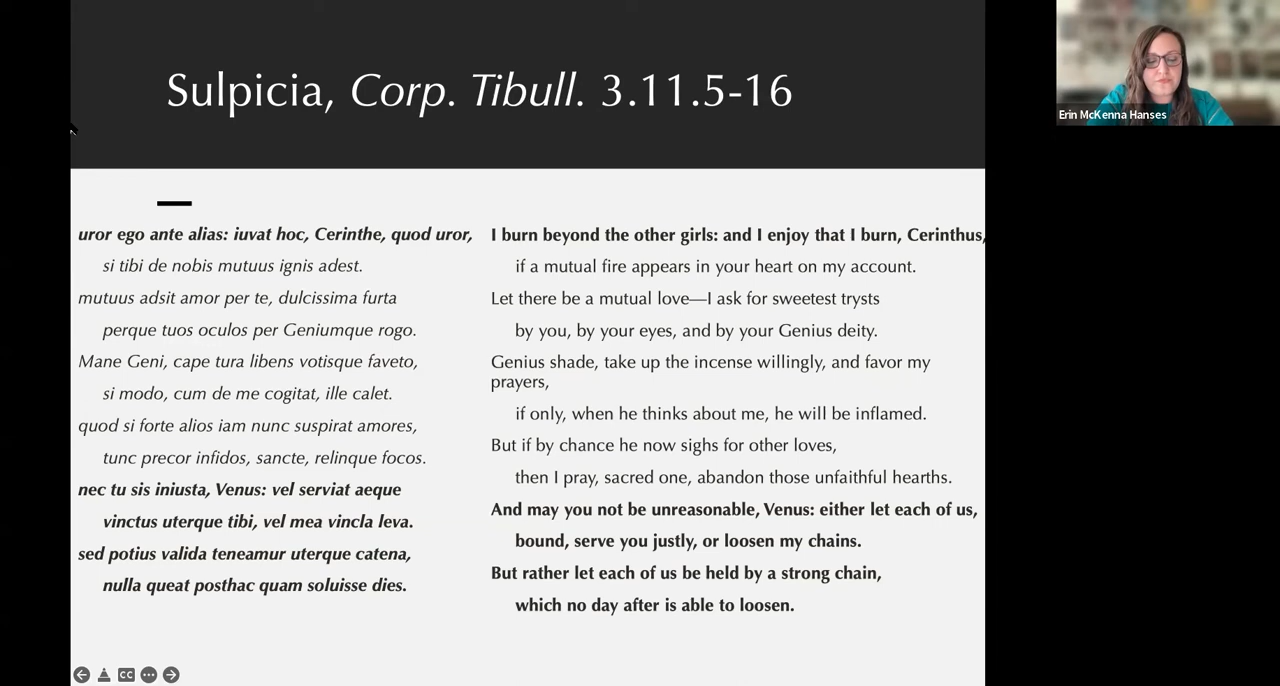 Sulpicia, Corp. Tibull. 3.11.5-16
Erin McKenna Hanses
uror ego ante alias: iuvat hoc, Cerinthe, quod uror,
si tibi de nobis mutuus ignis adest.
mutuus adsit amor per te, dulcissima furta
perque tuos oculos per Geniumque rogo.
Mane Geni, cape tura libens votisque faveto,
si modo, cum de me cogitat, ille calet.
quod si forte alios iam nunc suspirat amores,
tunc precor infidos, sancte, relinque focos.
nec tu sis iniusta, Venus: vel serviat aeque
vinctus uterque tibi, vel mea vincla leva.
sed potius valida teneamur uterque catena,
nulla queat posthac quam soluisse dies.
I burn beyond the other girls: and I enjoy that I burn, Cerinthus,
if a mutual fire appears in your heart on my account.
Let there be a mutual love—I ask for sweetest trysts
by you, by your eyes, and by your Genius deity.
Genius shade, take up the incense willingly, and favor my
prayers,
if only, when he thinks about me, he will be inflamed.
But if by chance he now sighs for other loves,
then I pray, sacred one, abandon those unfaithful hearths.
And may you not be unreasonable, Venus: either let each of us,
bound, serve you justly, or loosen my chains.
But rather let each of us be held by a strong chain,
which no day after is able to loosen.
CC